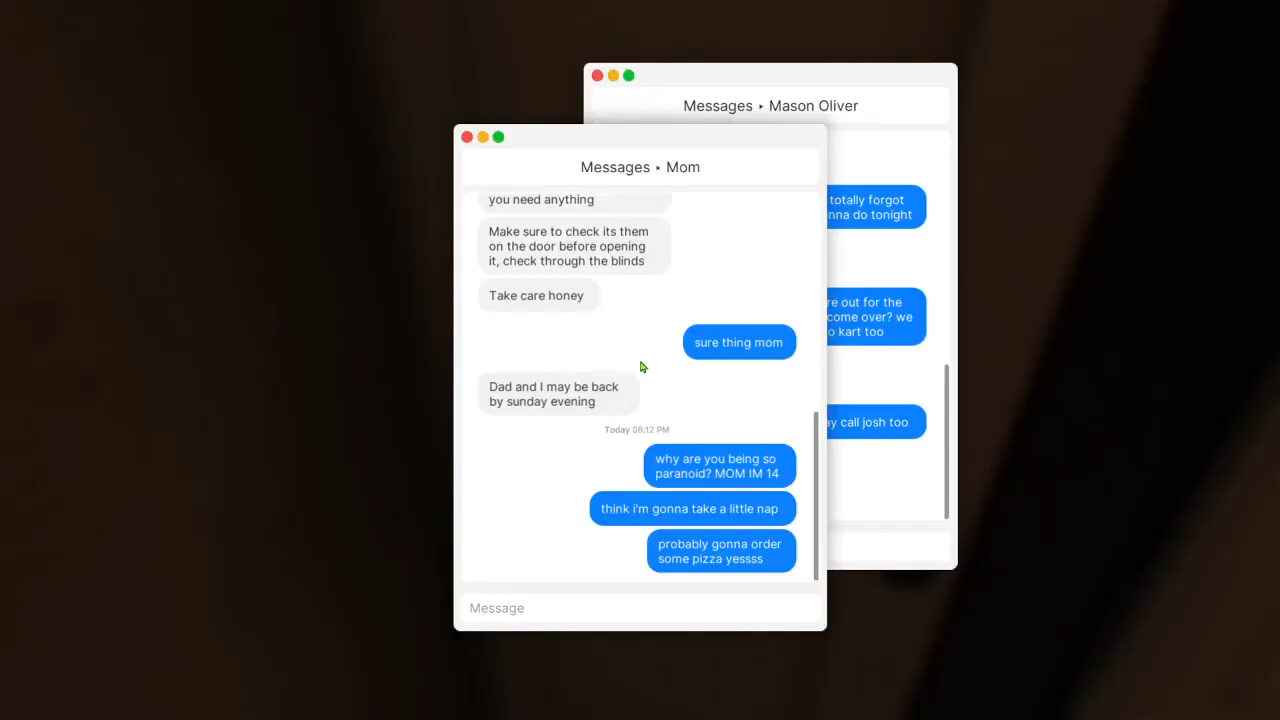 Messages ‣ Mason Oliver
totally forgot
nna do tonight
re out for the
come over? we
o kart too
ay call josh too
Messages ‣ Mom
you need anything
Make sure to check its them
on the door before opening
it, check through the blinds
Take care honey
sure thing mom
Dad and I may be back
by sunday evening
Today 08:12 PM
why are you being so
paranoid? MOM IM 14
think i'm gonna take a little nap
probably gonna order
some pizza yessss
Message